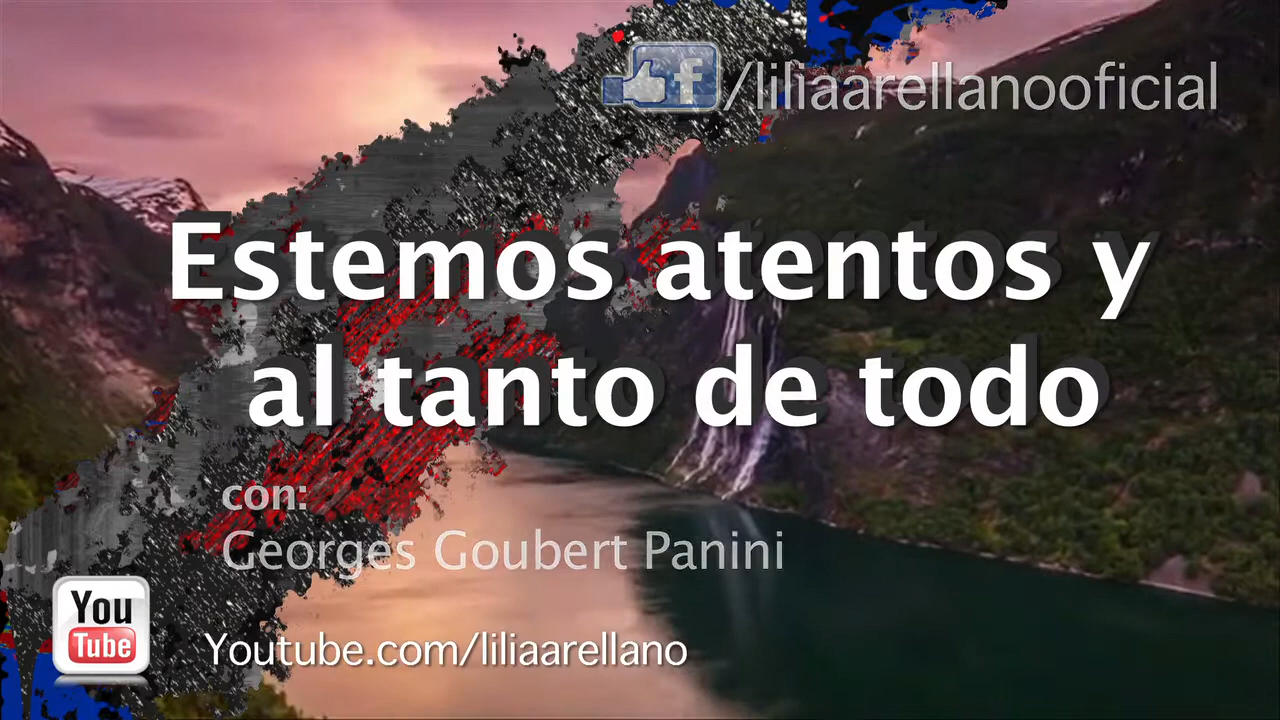 /liliaarellanooficial
Estemos atentos y
al tanto de todo
con:
Georges Goubert Panini
You
Tube
Youtube.com/liliaarellano